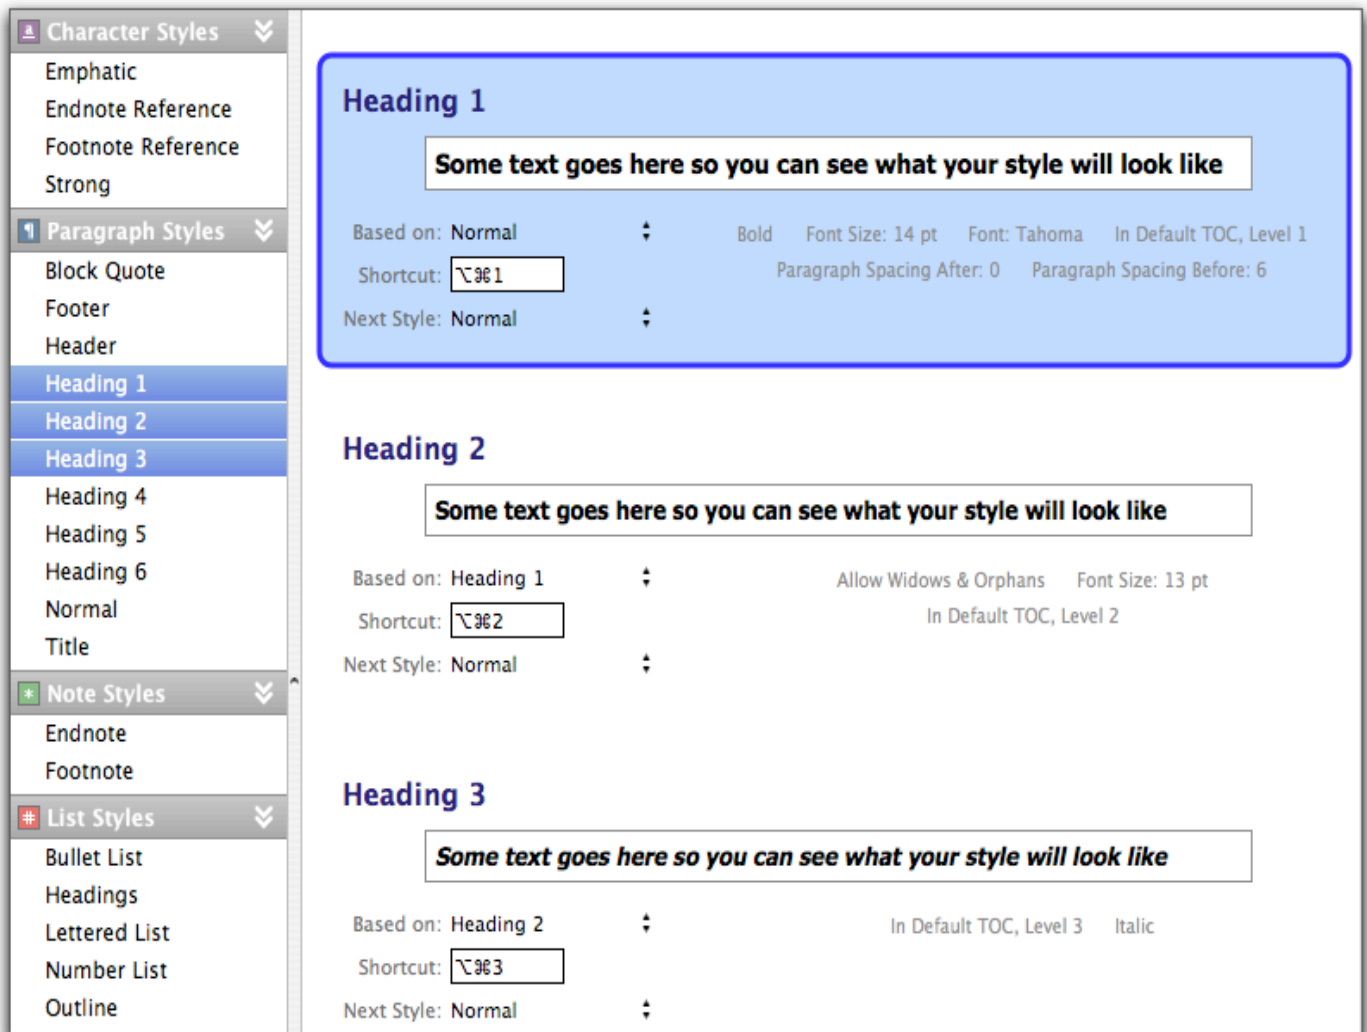 Character Styles
Emphatic
Endnote Reference
Footnote Reference
Strong
Paragraph Styles
Block Quote
Footer
Header
Heading 1
Heading 2
Heading 3
Heading 4
Heading 5
Heading 6
Normal
Title
Note Styles
Endnote
Footnote
List Styles
Bullet List
Headings
Lettered List
Number List
Outline
Heading 1
Some text goes here so you can see what your style will look like
Based on: Normal
Shortcut: ⌥⌘1
Next Style: Normal
Bold Font Size: 14 pt Font: Tahoma In Default TOC, Level 1
Paragraph Spacing After: 0 Paragraph Spacing Before: 6
Heading 2
Some text goes here so you can see what your style will look like
Based on: Heading 1
Shortcut: ⌥⌘2
Next Style: Normal
Allow Widows & Orphans Font Size: 13 pt
In Default TOC, Level 2
Heading 3
Some text goes here so you can see what your style will look like
Based on: Heading 2
Shortcut: ⌥⌘3
Next Style: Normal
In Default TOC, Level 3 Italic